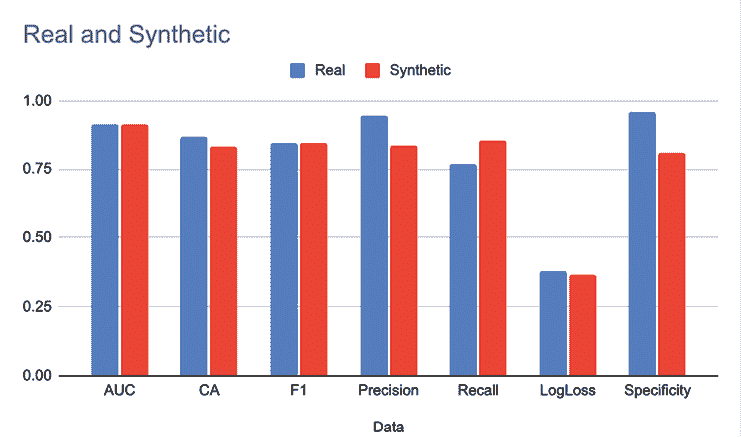 Real and Synthetic
Real Synthetic
1.00
0.75
0.50
0.25
0.00
AUC CA F1 Precision Recall LogLoss Specificity
Data